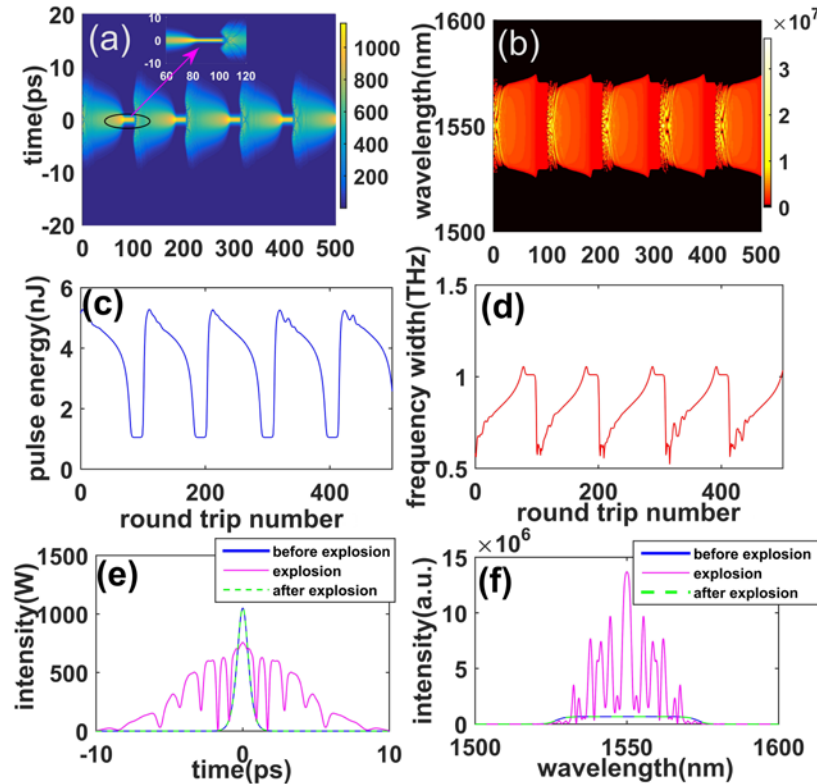 (a)
time(ps)
20
10
0
-10
-20
0 100 200 300 400 500
10
0
-10
60 80 100 120
1000
800
600
400
200
(b)
wavelength(nm)
1600
1550
1500
0 100 200 300 400 500
×10⁷
3
2
1
0
(c)
pulse energy(nJ)
6
4
2
0
0 200 400
round trip number
(d)
frequency width(THz)
1.5
1
0.5
0 200 400
round trip number
(e)
intensity(W)
1500
1000
500
0
-10 0 10
time(ps)
before explosion
explosion
after explosion
(f)
intensity(a.u.)
×10⁶
15
10
5
0
1500 1550 1600
wavelength(nm)
before explosion
explosion
after explosion